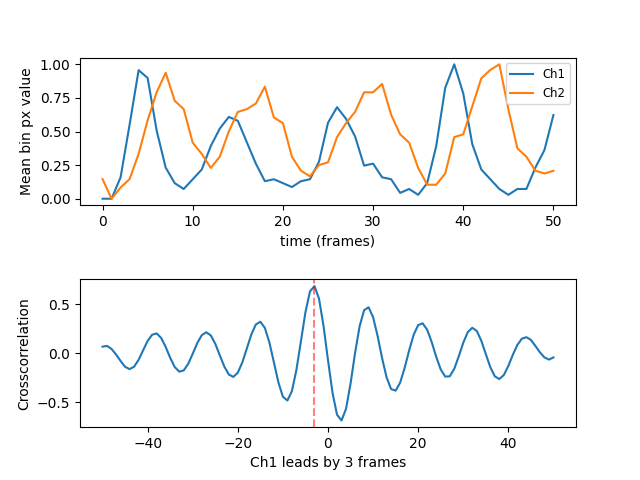 1.00
0.75
0.50
0.25
0.00
Mean bin px value
Ch1
Ch2
0 10 20 30 40 50
time (frames)
0.5
0.0
−0.5
Crosscorrelation
−40 −20 0 20 40
Ch1 leads by 3 frames